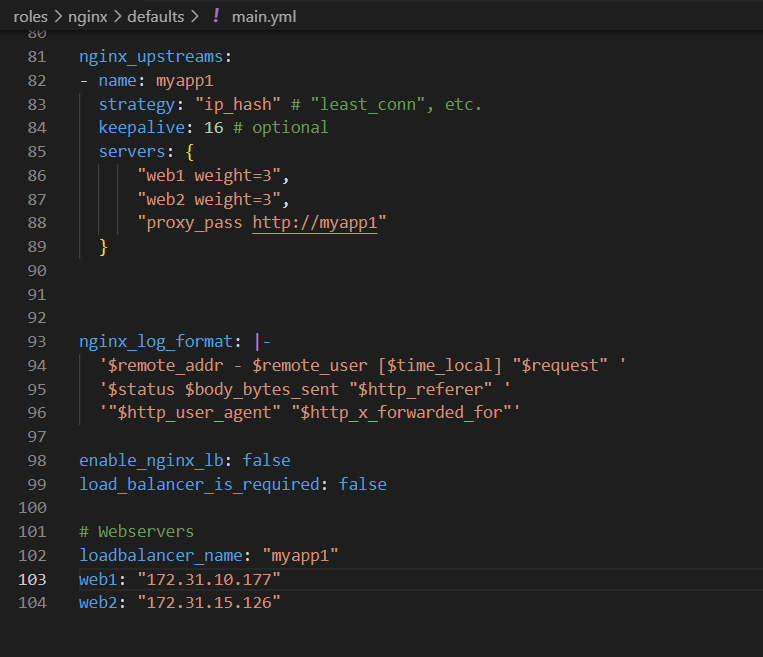 roles > nginx > defaults > ! main.yml
80
81 nginx_upstreams:
82 - name: myapp1
83   strategy: "ip_hash" # "least_conn", etc.
84   keepalive: 16 # optional
85   servers: {
86       "web1 weight=3",
87       "web2 weight=3",
88       "proxy_pass http://myapp1"
89   }
90
91
92
93 nginx_log_format: |-
94   '$remote_addr - $remote_user [$time_local] "$request" '
95   '$status $body_bytes_sent "$http_referer" '
96   '"$http_user_agent" "$http_x_forwarded_for"'
97
98 enable_nginx_lb: false
99 load_balancer_is_required: false
100
101 # Webservers
102 loadbalancer_name: "myapp1"
103 web1: "172.31.10.177"
104 web2: "172.31.15.126"